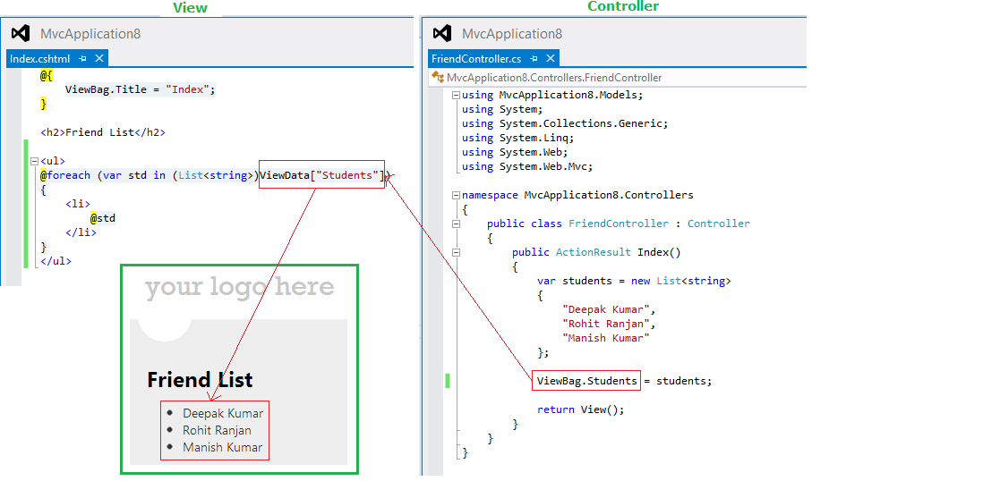 View
MvcApplication8
Index.cshtml
@{
ViewBag.Title = "Index";
}
<h2>Friend List</h2>
<ul>
@foreach (var std in (List<string>)ViewData["Students"])
{
<li>
@std
</li>
}
</ul>
your logo here
Friend List
Deepak Kumar
Rohit Ranjan
Manish Kumar
Controller
MvcApplication8
FriendController.cs
MvcApplication8.Controllers.FriendController
using MvcApplication8.Models;
using System;
using System.Collections.Generic;
using System.Linq;
using System.Web;
using System.Web.Mvc;
namespace MvcApplication8.Controllers
{
public class FriendController : Controller
{
public ActionResult Index()
{
var students = new List<string>
{
"Deepak Kumar",
"Rohit Ranjan",
"Manish Kumar"
};
ViewBag.Students = students;
return View();
}
}
}